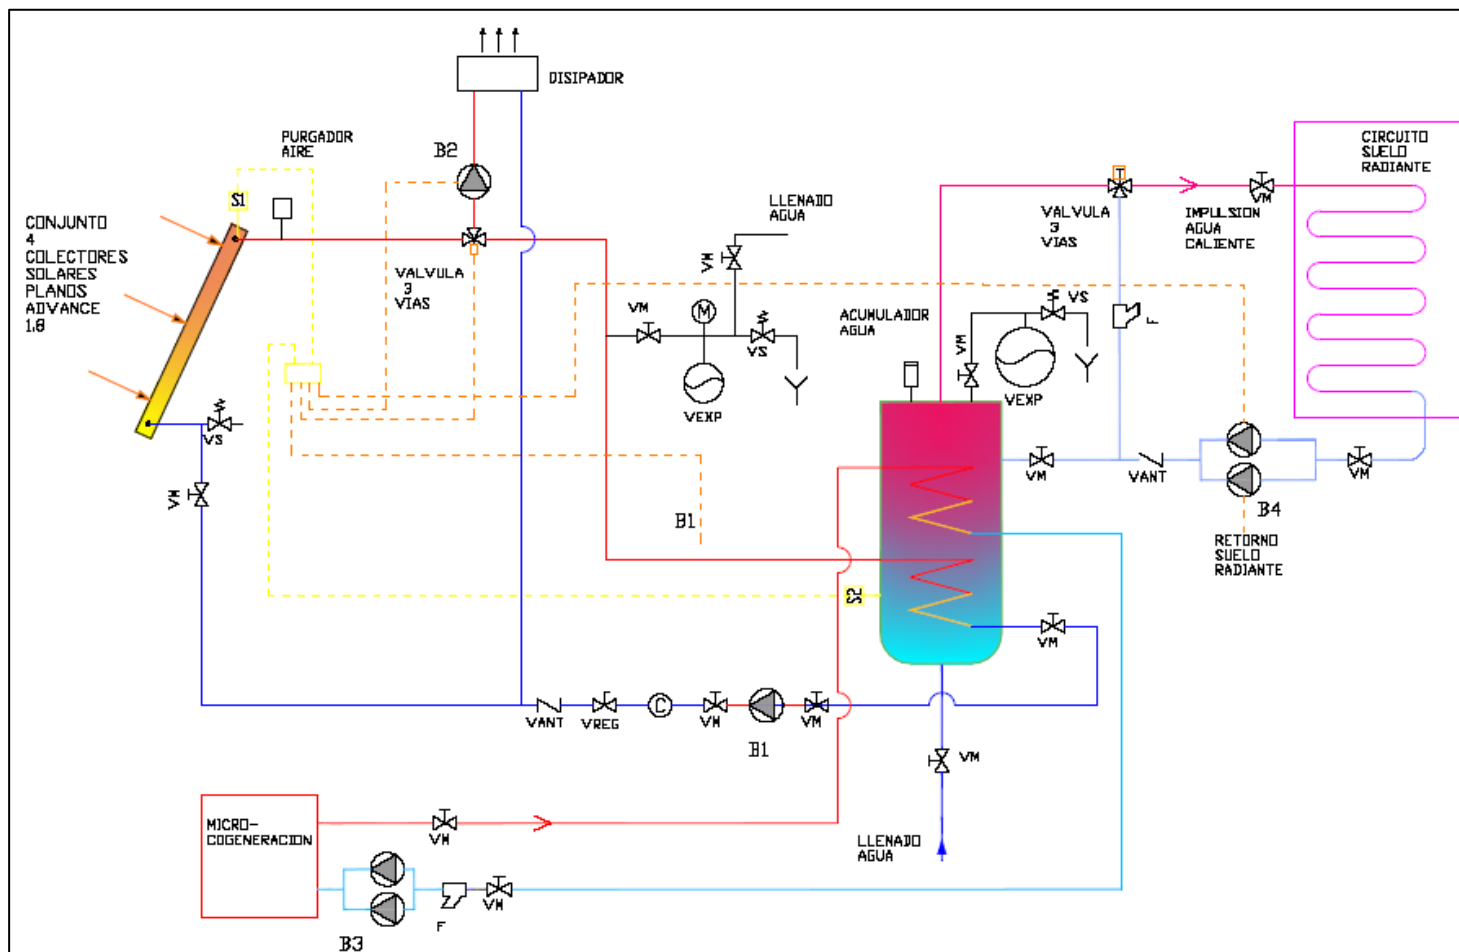 DISIPADOR
PURGADOR
AIRE
B2
S1
CONJUNTO
4
COLECTORES
SOLARES
PLANOS
ADVANCE
1.8
VALVULA
3
VIAS
LLENADO
AGUA
VM
VM
M
VS
VEXP
ACUMULADOR
AGUA
VM
VS
VEXP
VALVULA
3
VIAS
IMPULSION
AGUA
CALIENTE
VM
CIRCUITO
SUELO
RADIANTE
F
VS
VM
B1
S2
VM
VANT
VM
B4
RETORNO
SUELO
RADIANTE
VM
VANT
VREG
C
VM
B1
VM
VM
LLENADO
AGUA
MICRO-
COGENERACION
VM
B3
F
VM